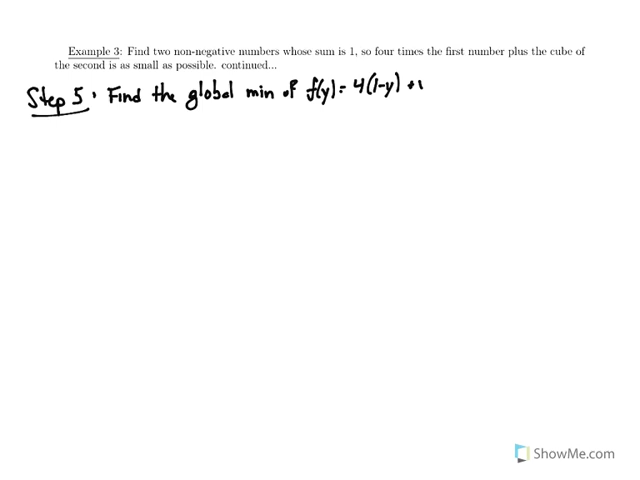 Example 3: Find two non-negative numbers whose sum is 1, so four times the first number plus the cube of
the second is as small as possible. continued...
Step 5: Find the global min of f(y) = 4(1-y) +
ShowMe.com